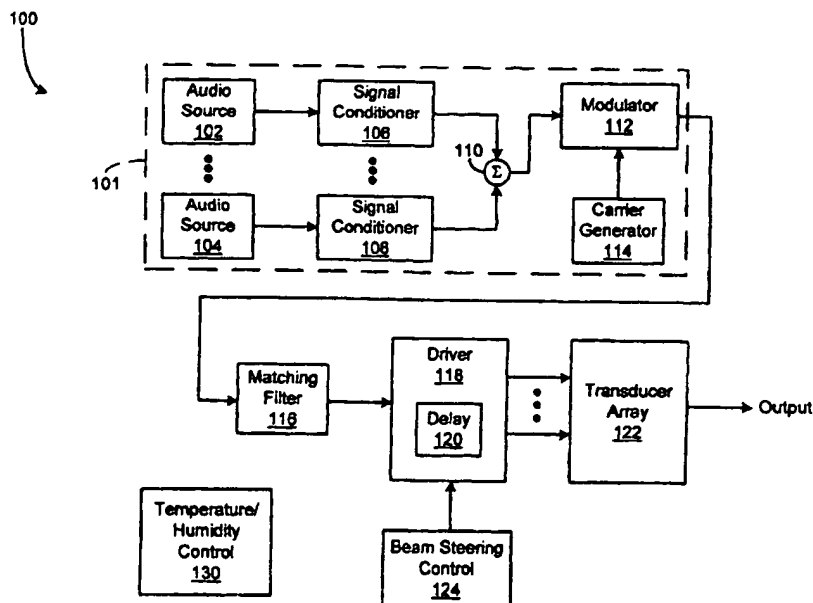 100
Audio
Source
102
Signal
Conditioner
106
Modulator
112
110
Σ
101
Audio
Source
104
Signal
Conditioner
108
Carrier
Generator
114
Matching
Filter
116
Driver
118
Delay
120
Transducer
Array
122
Output
Temperature/
Humidity
Control
130
Beam Steering
Control
124